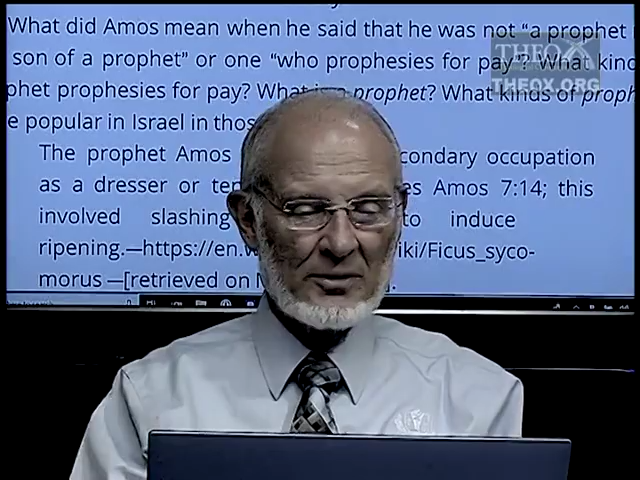 What did Amos mean when he said that he was not “a prophet
son of a prophet” or one “who prophesies for pay”? What kind
phet prophesies for pay? What is a prophet? What kinds of proph
e popular in Israel in thos
The prophet Amos condary occupation
as a dresser or ten es Amos 7:14; this
involved slashing to induce
ripening.—https://en.w iki/Ficus_syco-
morus —[retrieved on
THEOX
THEOX.ORG